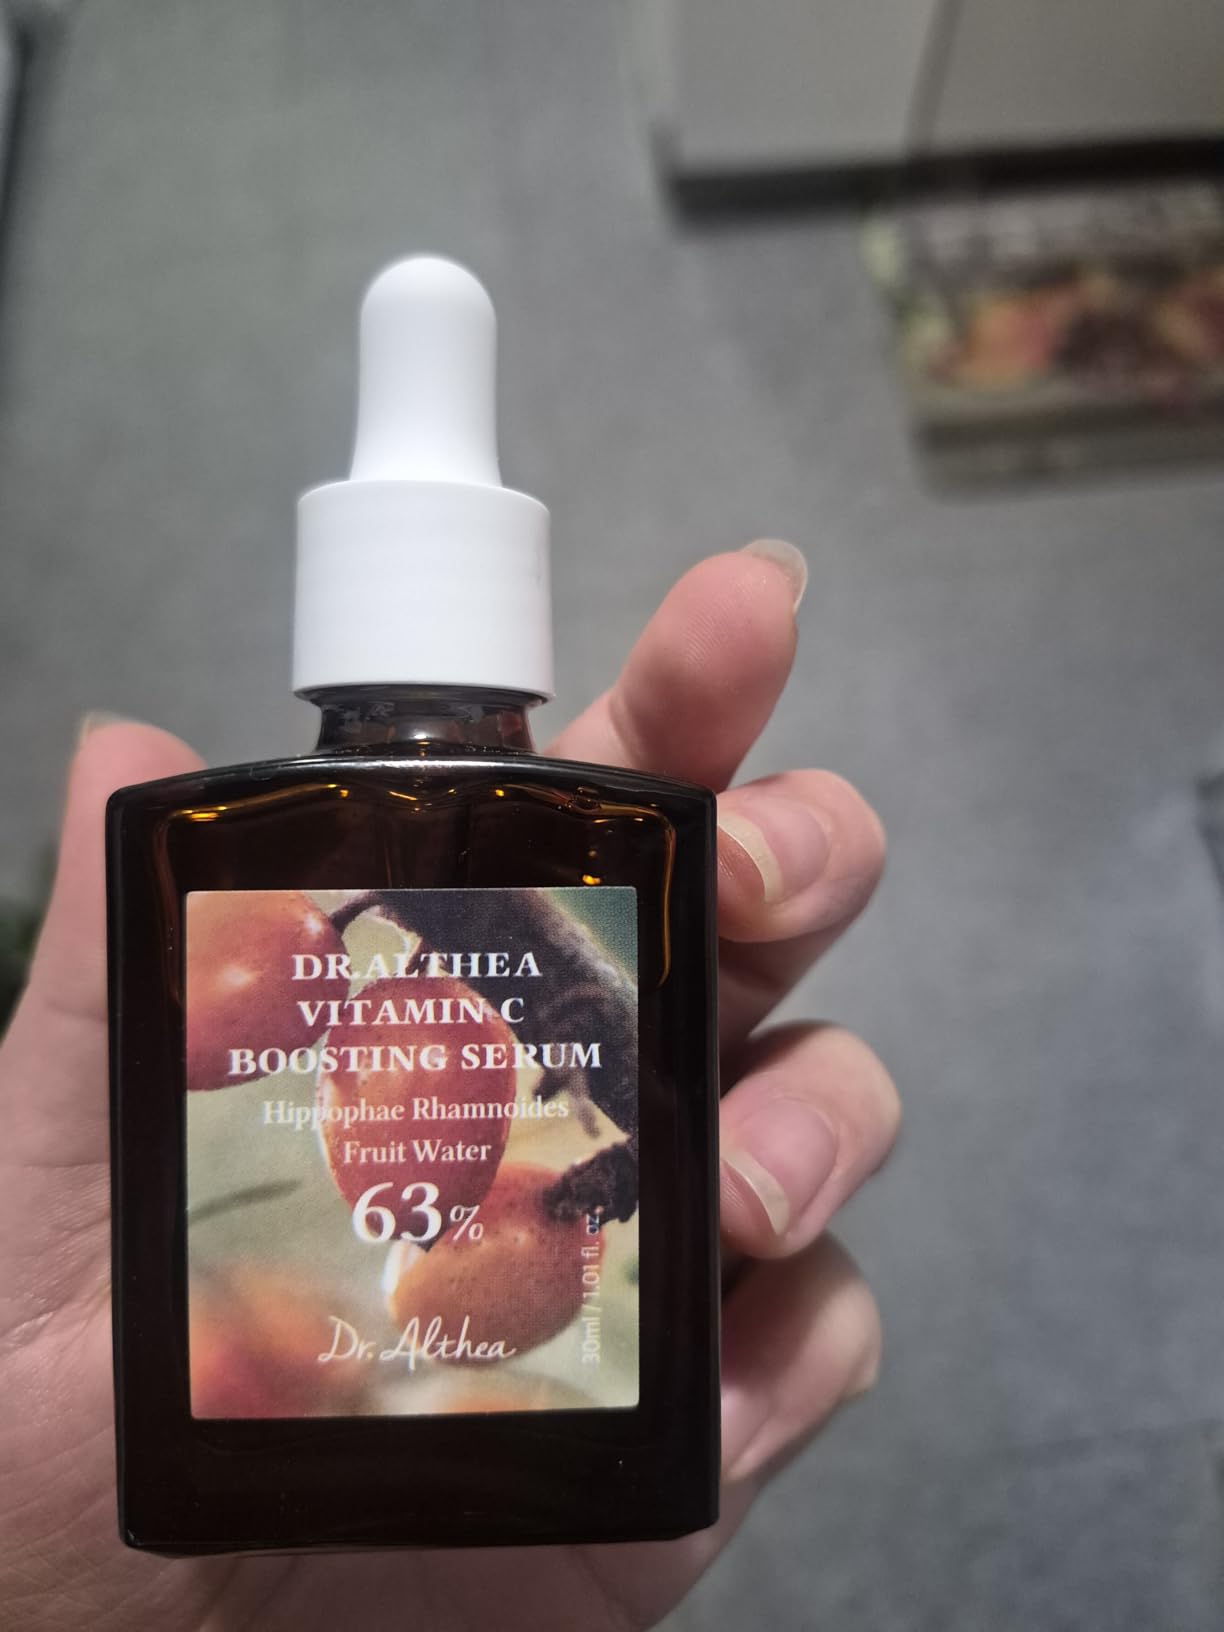 DR.ALTHEA
VITAMIN C
BOOSTING SERUM
Hippophae Rhamnoides
Fruit Water
63%
Dr. Althea
30ml / 1.01 fl. oz.